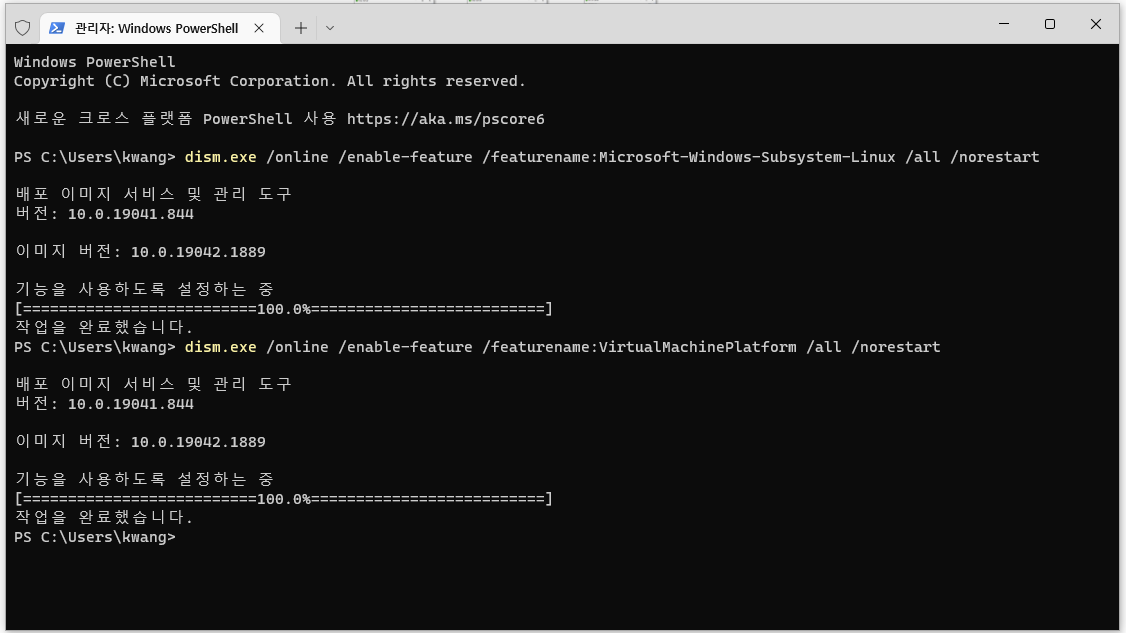 관리자: Windows PowerShell
Windows PowerShell
Copyright (C) Microsoft Corporation. All rights reserved.
새로운 크로스 플랫폼 PowerShell 사용 https://aka.ms/pscore6
PS C:\Users\kwang> dism.exe /online /enable-feature /featurename:Microsoft-Windows-Subsystem-Linux /all /norestart
배포 이미지 서비스 및 관리 도구
버전: 10.0.19041.844
이미지 버전: 10.0.19042.1889
기능을 사용하도록 설정하는 중
[==========================100.0%==========================]
작업을 완료했습니다.
PS C:\Users\kwang> dism.exe /online /enable-feature /featurename:VirtualMachinePlatform /all /norestart
배포 이미지 서비스 및 관리 도구
버전: 10.0.19041.844
이미지 버전: 10.0.19042.1889
기능을 사용하도록 설정하는 중
[==========================100.0%==========================]
작업을 완료했습니다.
PS C:\Users\kwang>